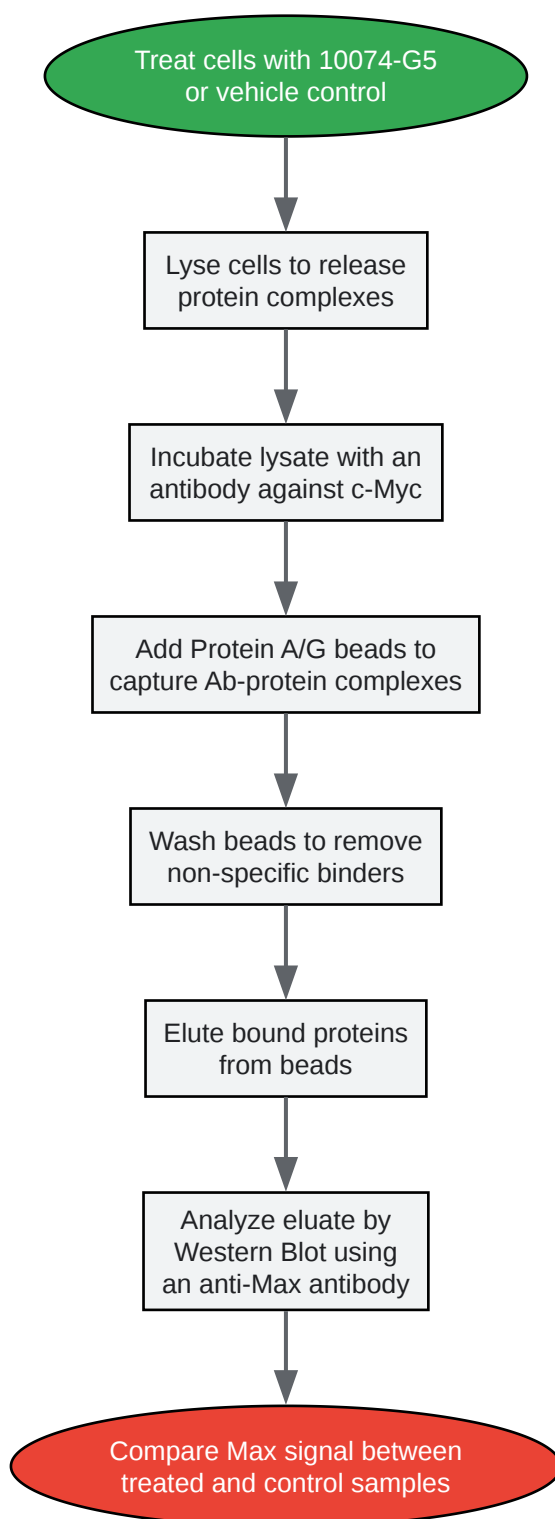 Treat cells with 10074-G5
or vehicle control
Lyse cells to release
protein complexes
Incubate lysate with an
antibody against c-Myc
Add Protein A/G beads to
capture Ab-protein complexes
Wash beads to remove
non-specific binders
Elute bound proteins
from beads
Analyze eluate by
Western Blot using
an anti-Max antibody
Compare Max signal between
treated and control samples